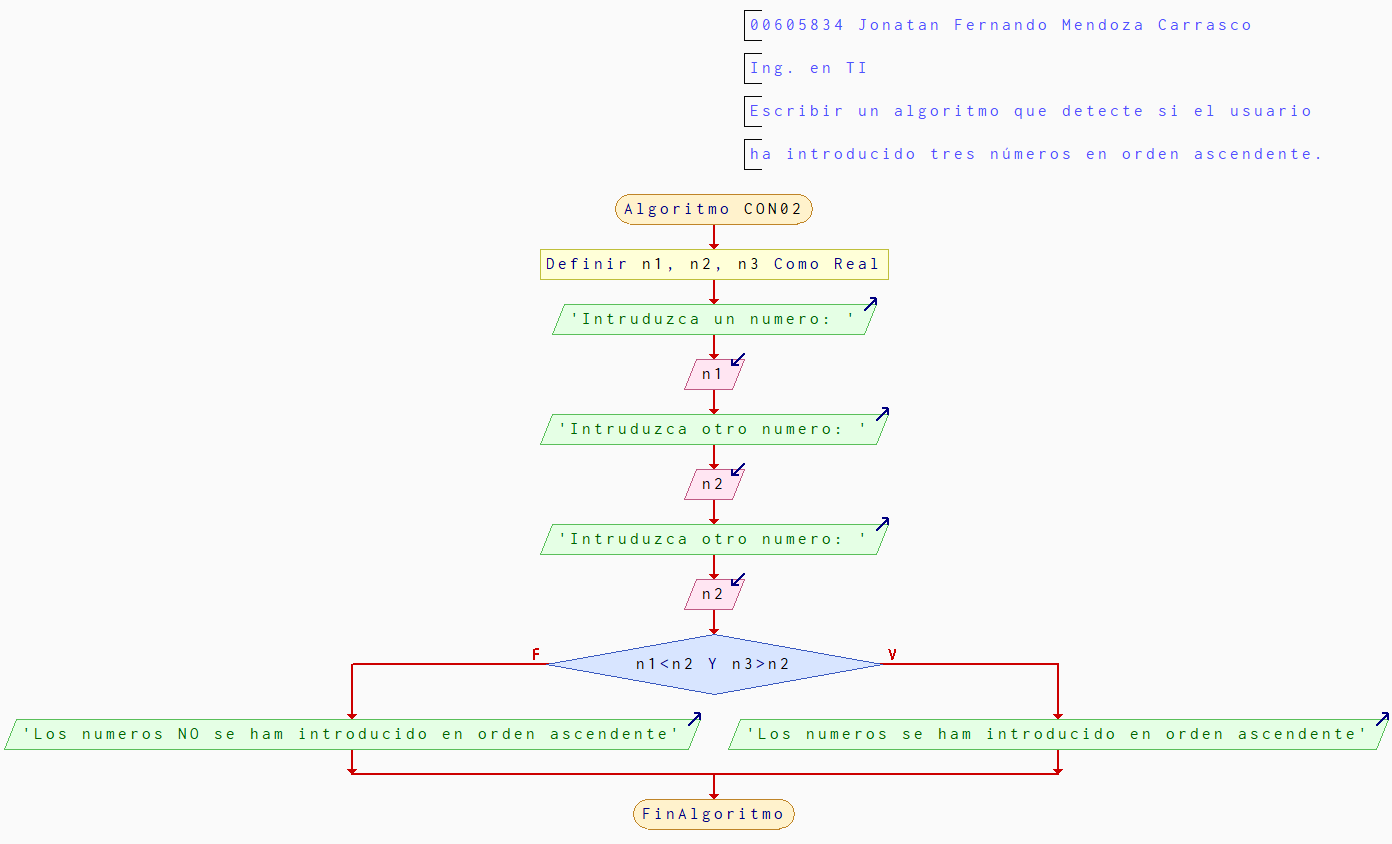 00605834 Jonatan Fernando Mendoza Carrasco
Ing. en TI
Escribir un algoritmo que detecte si el usuario
ha introducido tres números en orden ascendente.
Algoritmo CON02
Definir n1, n2, n3 Como Real
'Intruduzca un numero: '
n1
'Intruduzca otro numero: '
n2
'Intruduzca otro numero: '
n2
F
V
n1<n2 Y n3>n2
'Los numeros NO se ham introducido en orden ascendente'
'Los numeros se ham introducido en orden ascendente'
FinAlgoritmo